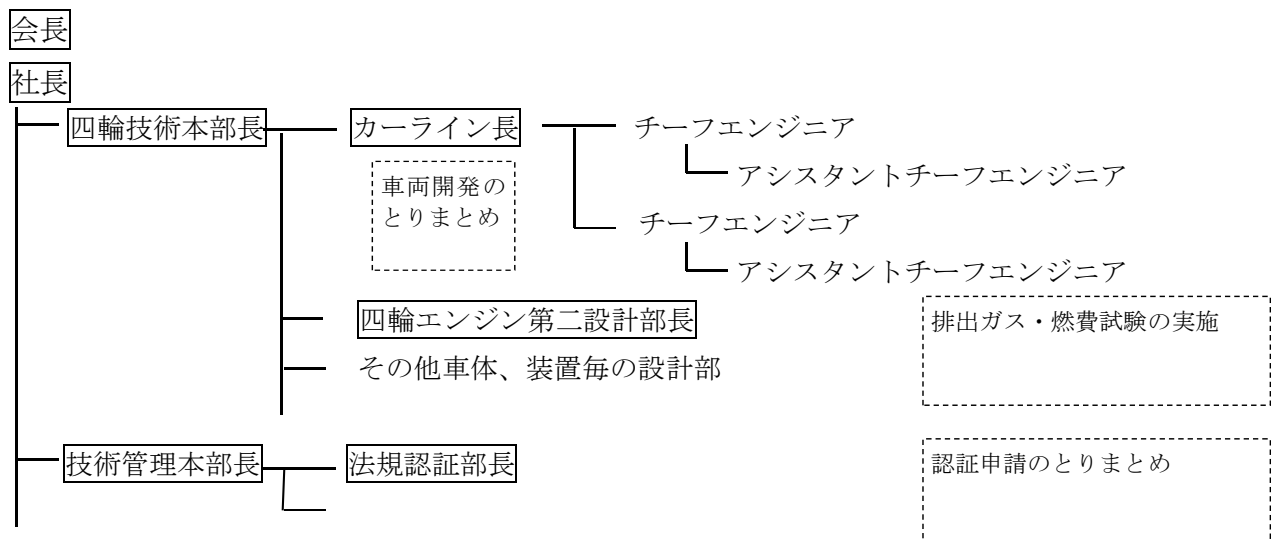 会長
社長
四輪技術本部長
カーライン長
チーフエンジニア
車両開発の
とりまとめ
アシスタントチーフエンジニア
チーフエンジニア
アシスタントチーフエンジニア
四輪エンジン第二設計部長
排出ガス・燃費試験の実施
その他車体、装置毎の設計部
技術管理本部長
法規認証部長
認証申請のとりまとめ